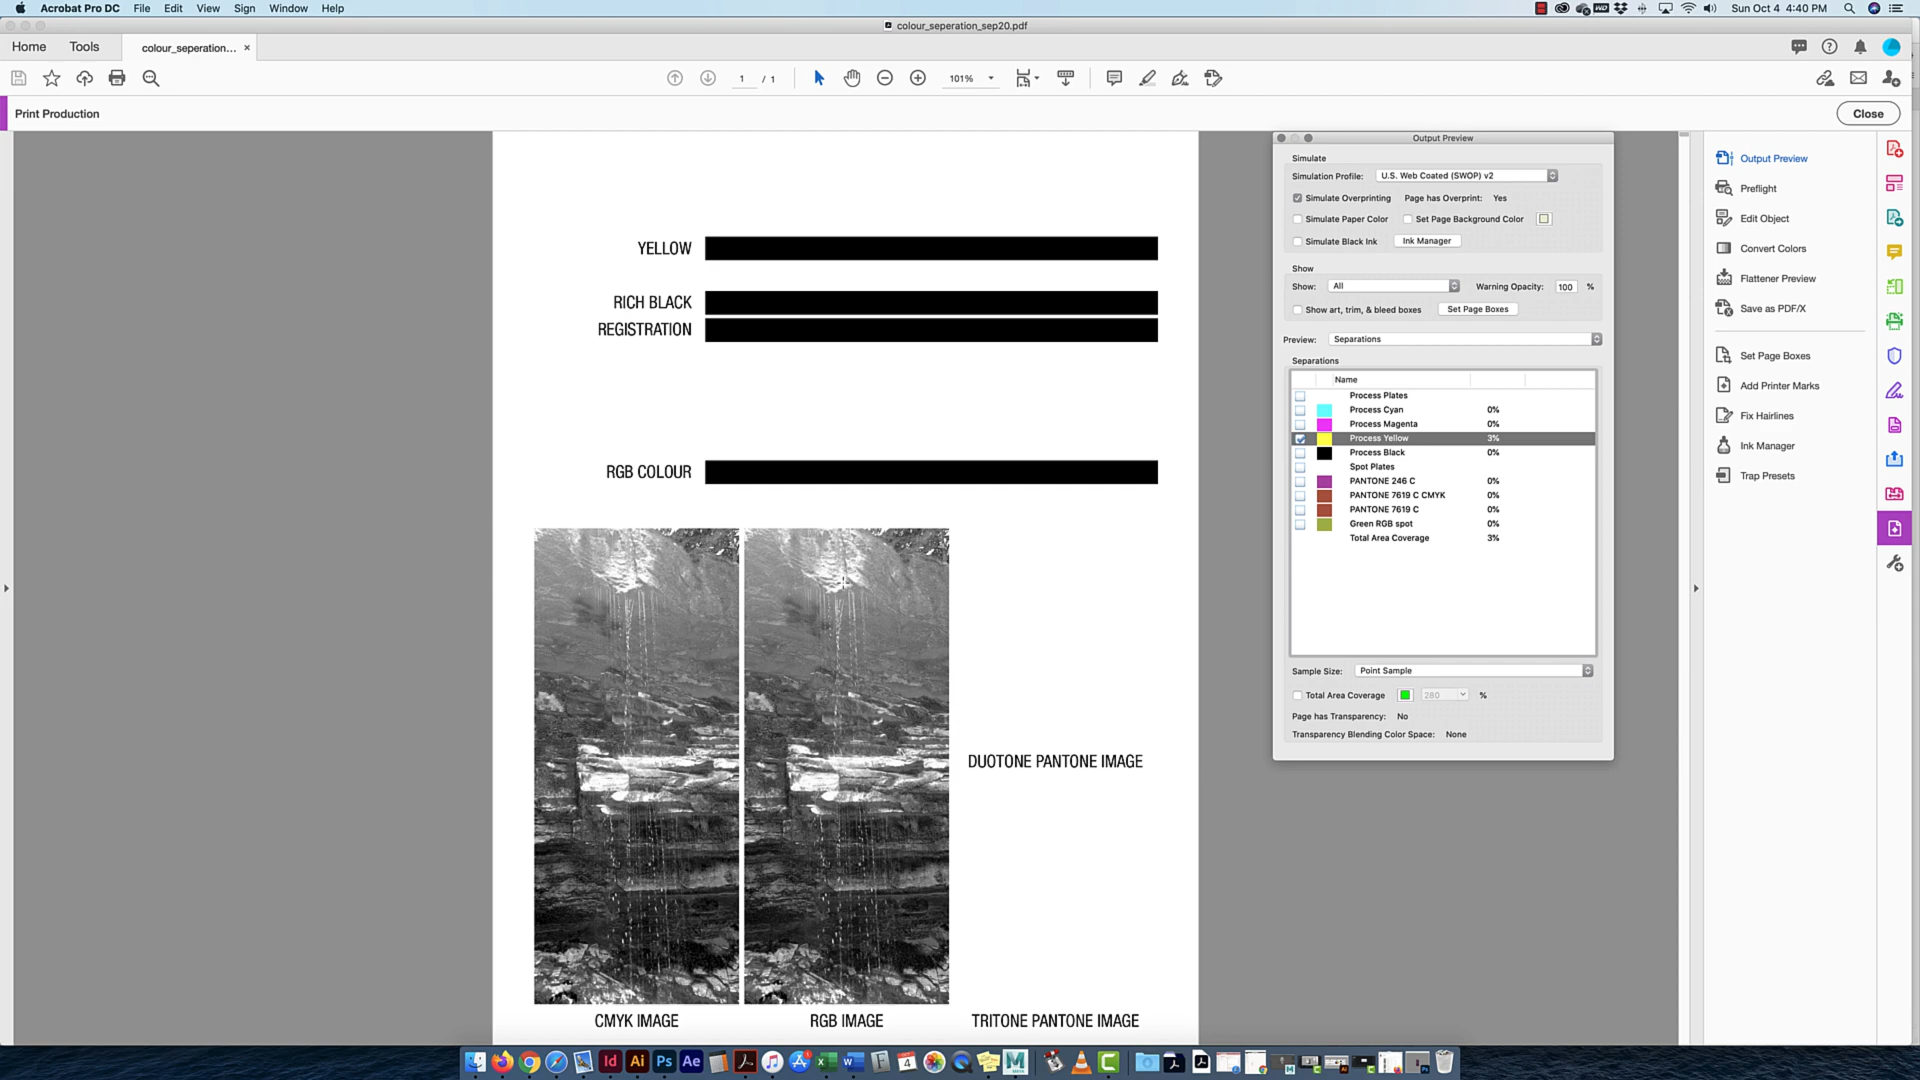 Acrobat Pro DC File Edit View Sign Window Help
Sun Oct 4 4:40 PM
colour_seperation_sep20.pdf
Home Tools colour_seperation... ×
1 / 1 101%
Print Production Close
YELLOW
RICH BLACK
REGISTRATION
RGB COLOUR
DUOTONE PANTONE IMAGE
CMYK IMAGE RGB IMAGE TRITONE PANTONE IMAGE
Output Preview
Simulate
Simulation Profile: U.S. Web Coated (SWOP) v2
Simulate Overprinting Page has Overprint: Yes
Simulate Paper Color Set Page Background Color
Simulate Black Ink Ink Manager
Show
Show: All Warning Opacity: 100 %
Show art, trim, & bleed boxes Set Page Boxes
Preview: Separations
Separations
Name
Process Plates
Process Cyan 0%
Process Magenta 0%
Process Yellow 3%
Process Black 0%
Spot Plates
PANTONE 246 C 0%
PANTONE 7619 C CMYK 0%
PANTONE 7619 C 0%
Green RGB spot 0%
Total Area Coverage 3%
Sample Size: Point Sample
Total Area Coverage 280 %
Page has Transparency: No
Transparency Blending Color Space: None
Output Preview
Preflight
Edit Object
Convert Colors
Flattener Preview
Save as PDF/X
Set Page Boxes
Add Printer Marks
Fix Hairlines
Ink Manager
Trap Presets
Id Ai Ps Ae